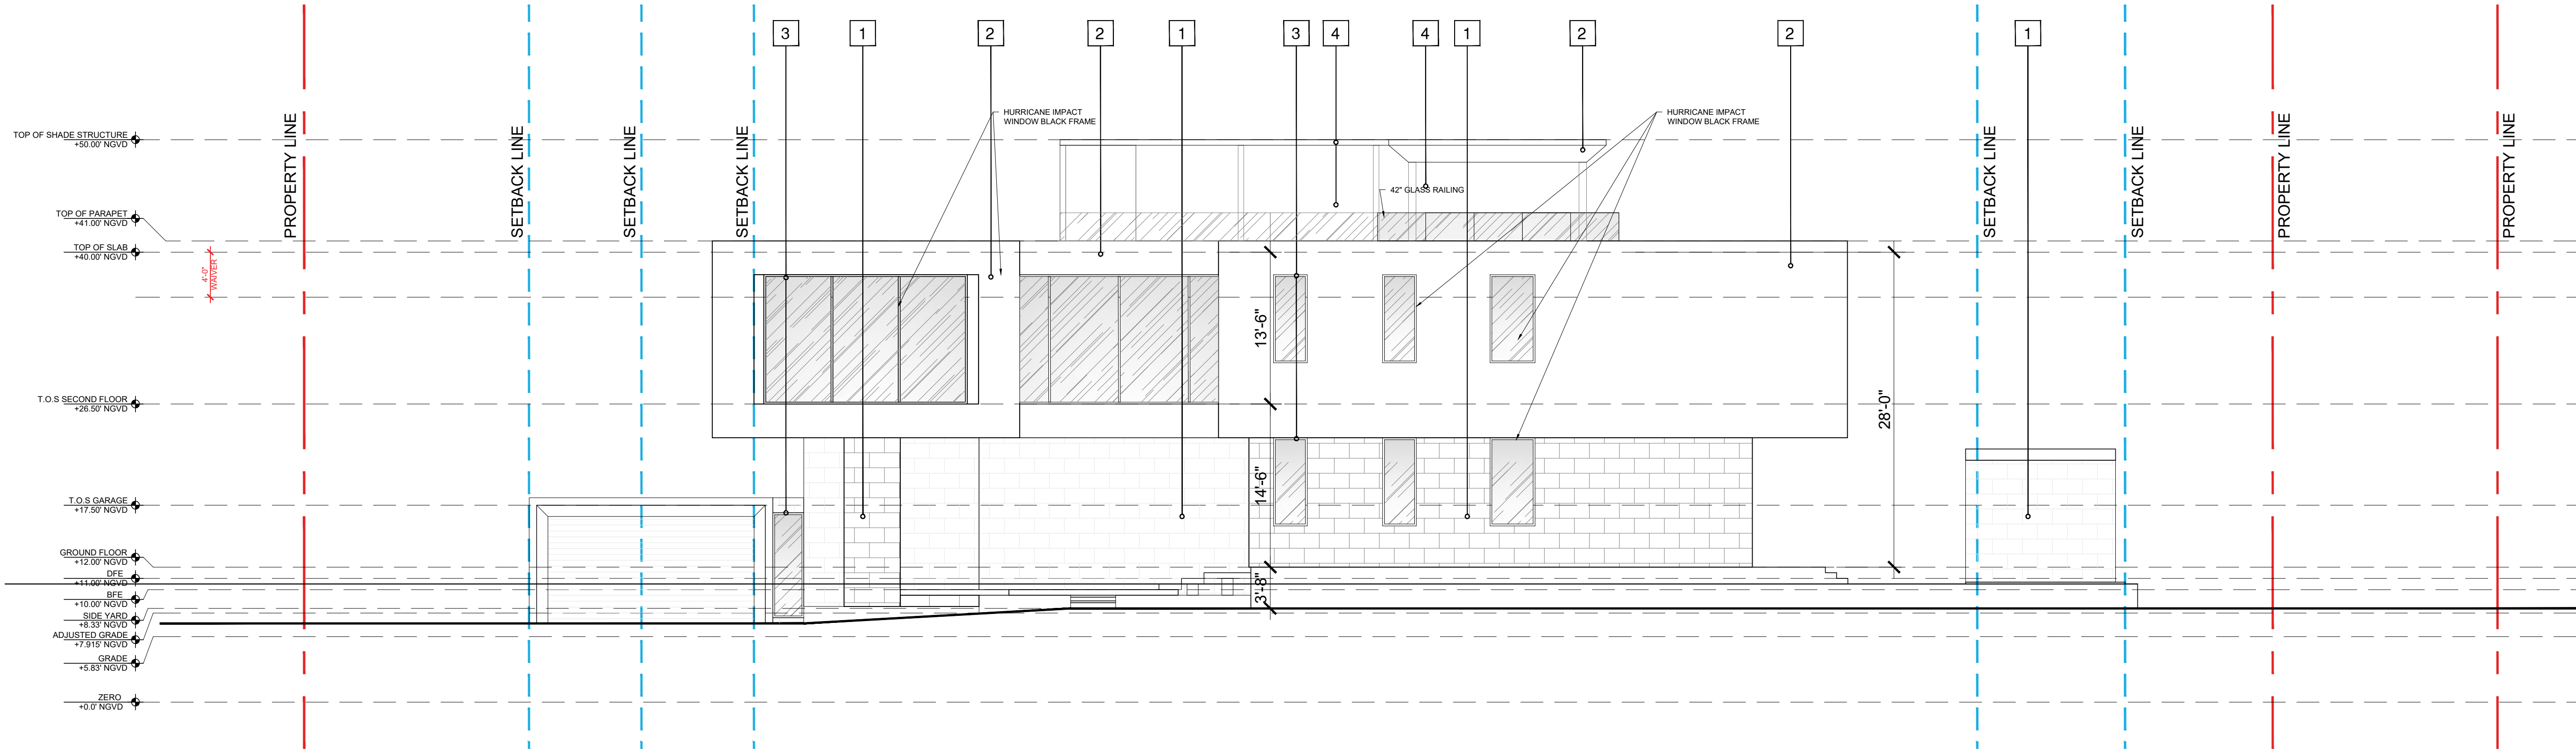 3
1
2
2
1
3
4
4
1
2
2
1
HURRICANE IMPACT
WINDOW BLACK FRAME
HURRICANE IMPACT
WINDOW BLACK FRAME
TOP OF SHADE STRUCTURE
+50.00' NGVD
PROPERTY LINE
SETBACK LINE
SETBACK LINE
SETBACK LINE
SETBACK LINE
SETBACK LINE
PROPERTY LINE
PROPERTY LINE
42" GLASS RAILING
TOP OF PARAPET
+41.00' NGVD
TOP OF SLAB
+40.00' NGVD
4'-0"
WAIVER
13'-6"
T.O.S SECOND FLOOR
+26.50' NGVD
28'-0"
14'-6"
T.O.S GARAGE
+17.50' NGVD
GROUND FLOOR
+12.00' NGVD
DFE
+11.00' NGVD
3'-8"
BFE
+10.00' NGVD
SIDE YARD
+8.33' NGVD
ADJUSTED GRADE
+7.915' NGVD
GRADE
+5.83' NGVD
ZERO
+0.0' NGVD